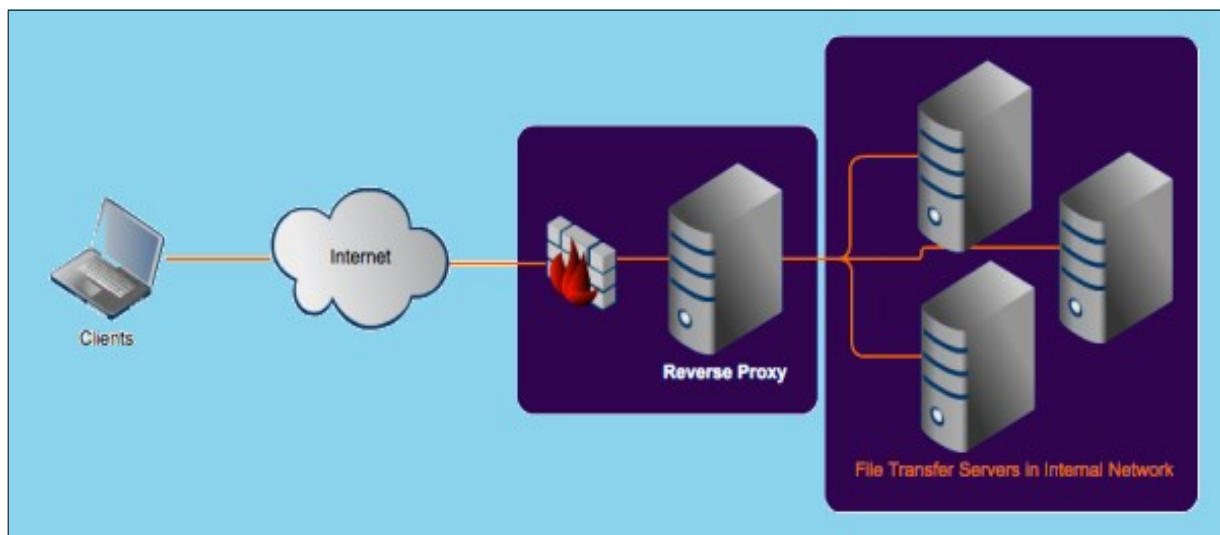 Clients
Internet
Reverse Proxy
File Transfer Servers in Internal Network